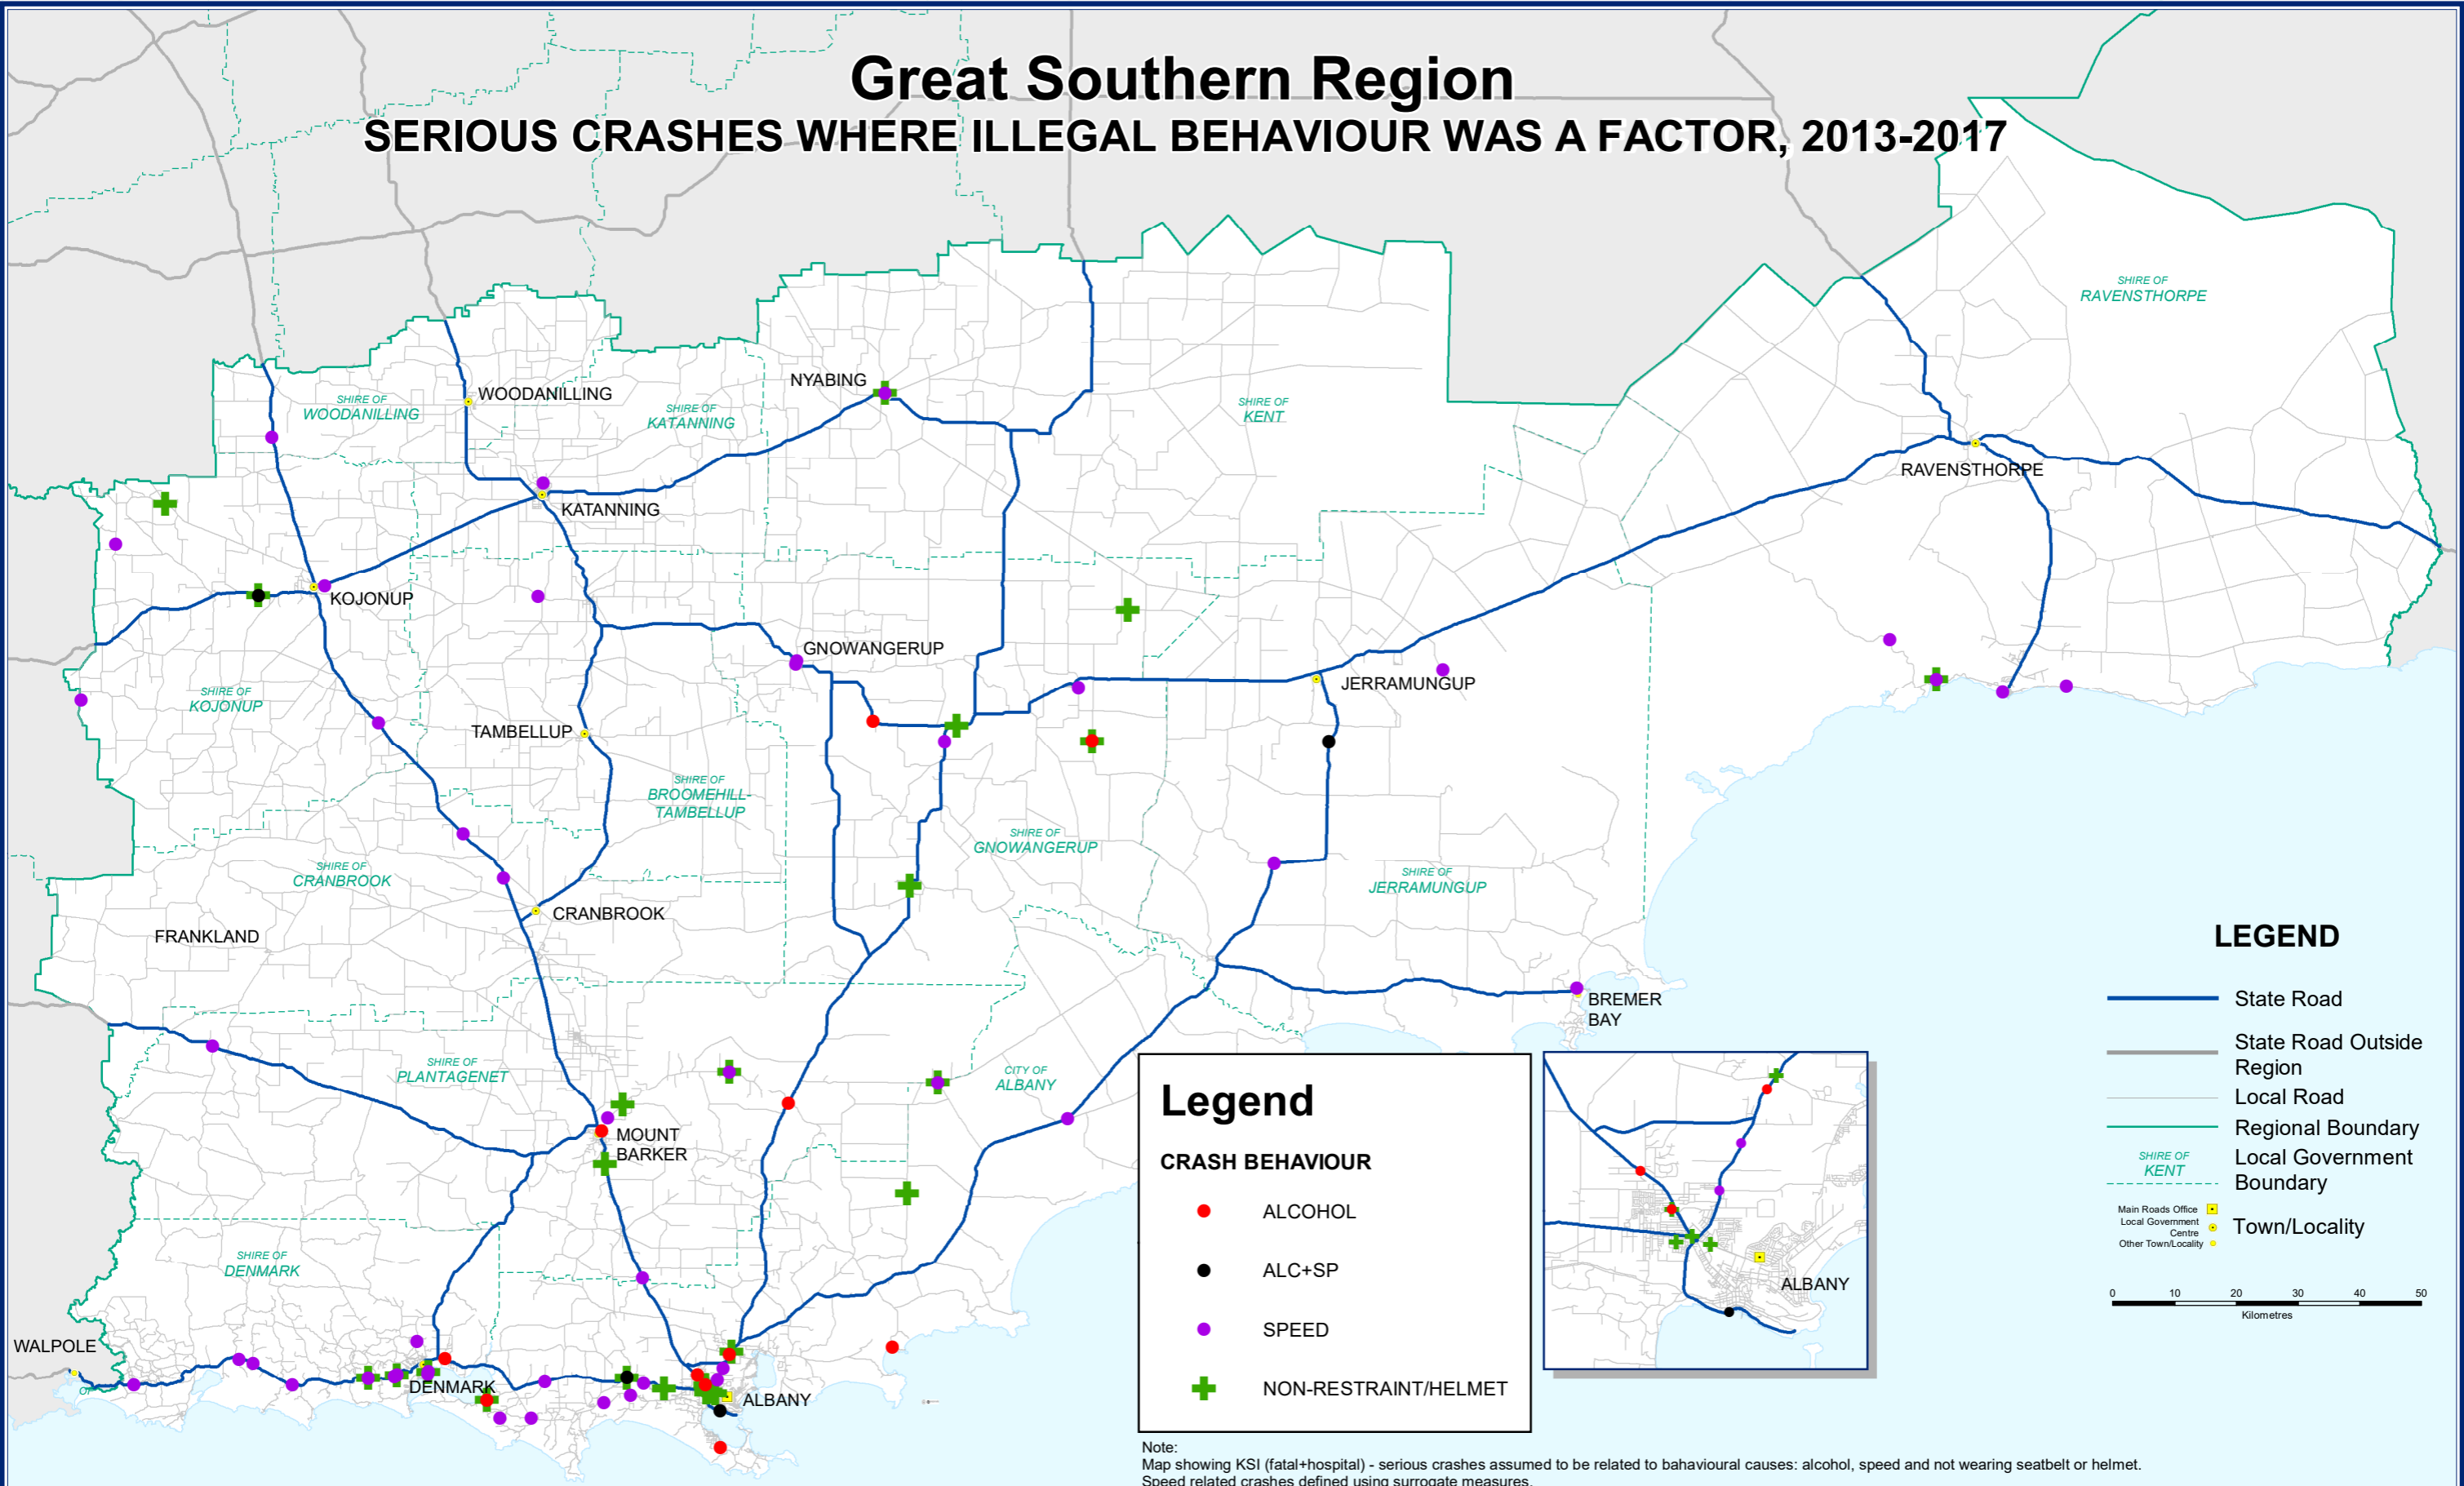 Great Southern Region
SERIOUS CRASHES WHERE ILLEGAL BEHAVIOUR WAS A FACTOR, 2013-2017
SHIRE OF
RAVENSTHORPE
NYABING
WOODANILLING
SHIRE OF
WOODANILLING
SHIRE OF
KATANNING
SHIRE OF
KENT
RAVENSTHORPE
KATANNING
KOJONUP
GNOWANGERUP
JERRAMUNGUP
SHIRE OF
KOJONUP
TAMBELLUP
SHIRE OF
BROOMEHILL-
TAMBELLUP
SHIRE OF
GNOWANGERUP
SHIRE OF
CRANBROOK
SHIRE OF
JERRAMUNGUP
CRANBROOK
FRANKLAND
BREMER
BAY
SHIRE OF
PLANTAGENET
CITY OF
ALBANY
MOUNT
BARKER
SHIRE OF
DENMARK
WALPOLE
OF
DENMARK
ALBANY
Legend
CRASH BEHAVIOUR
ALCOHOL
ALC+SP
SPEED
NON-RESTRAINT/HELMET
ALBANY
LEGEND
State Road
State Road Outside
Region
Local Road
Regional Boundary
SHIRE OF
KENT
Local Government
Boundary
Main Roads Office
Local Government
Centre
Other Town/Locality
Town/Locality
0 10 20 30 40 50
Kilometres
Note:
Map showing KSI (fatal+hospital) - serious crashes assumed to be related to bahavioural causes: alcohol, speed and not wearing seatbelt or helmet.
Speed related crashes defined using surrogate measures.